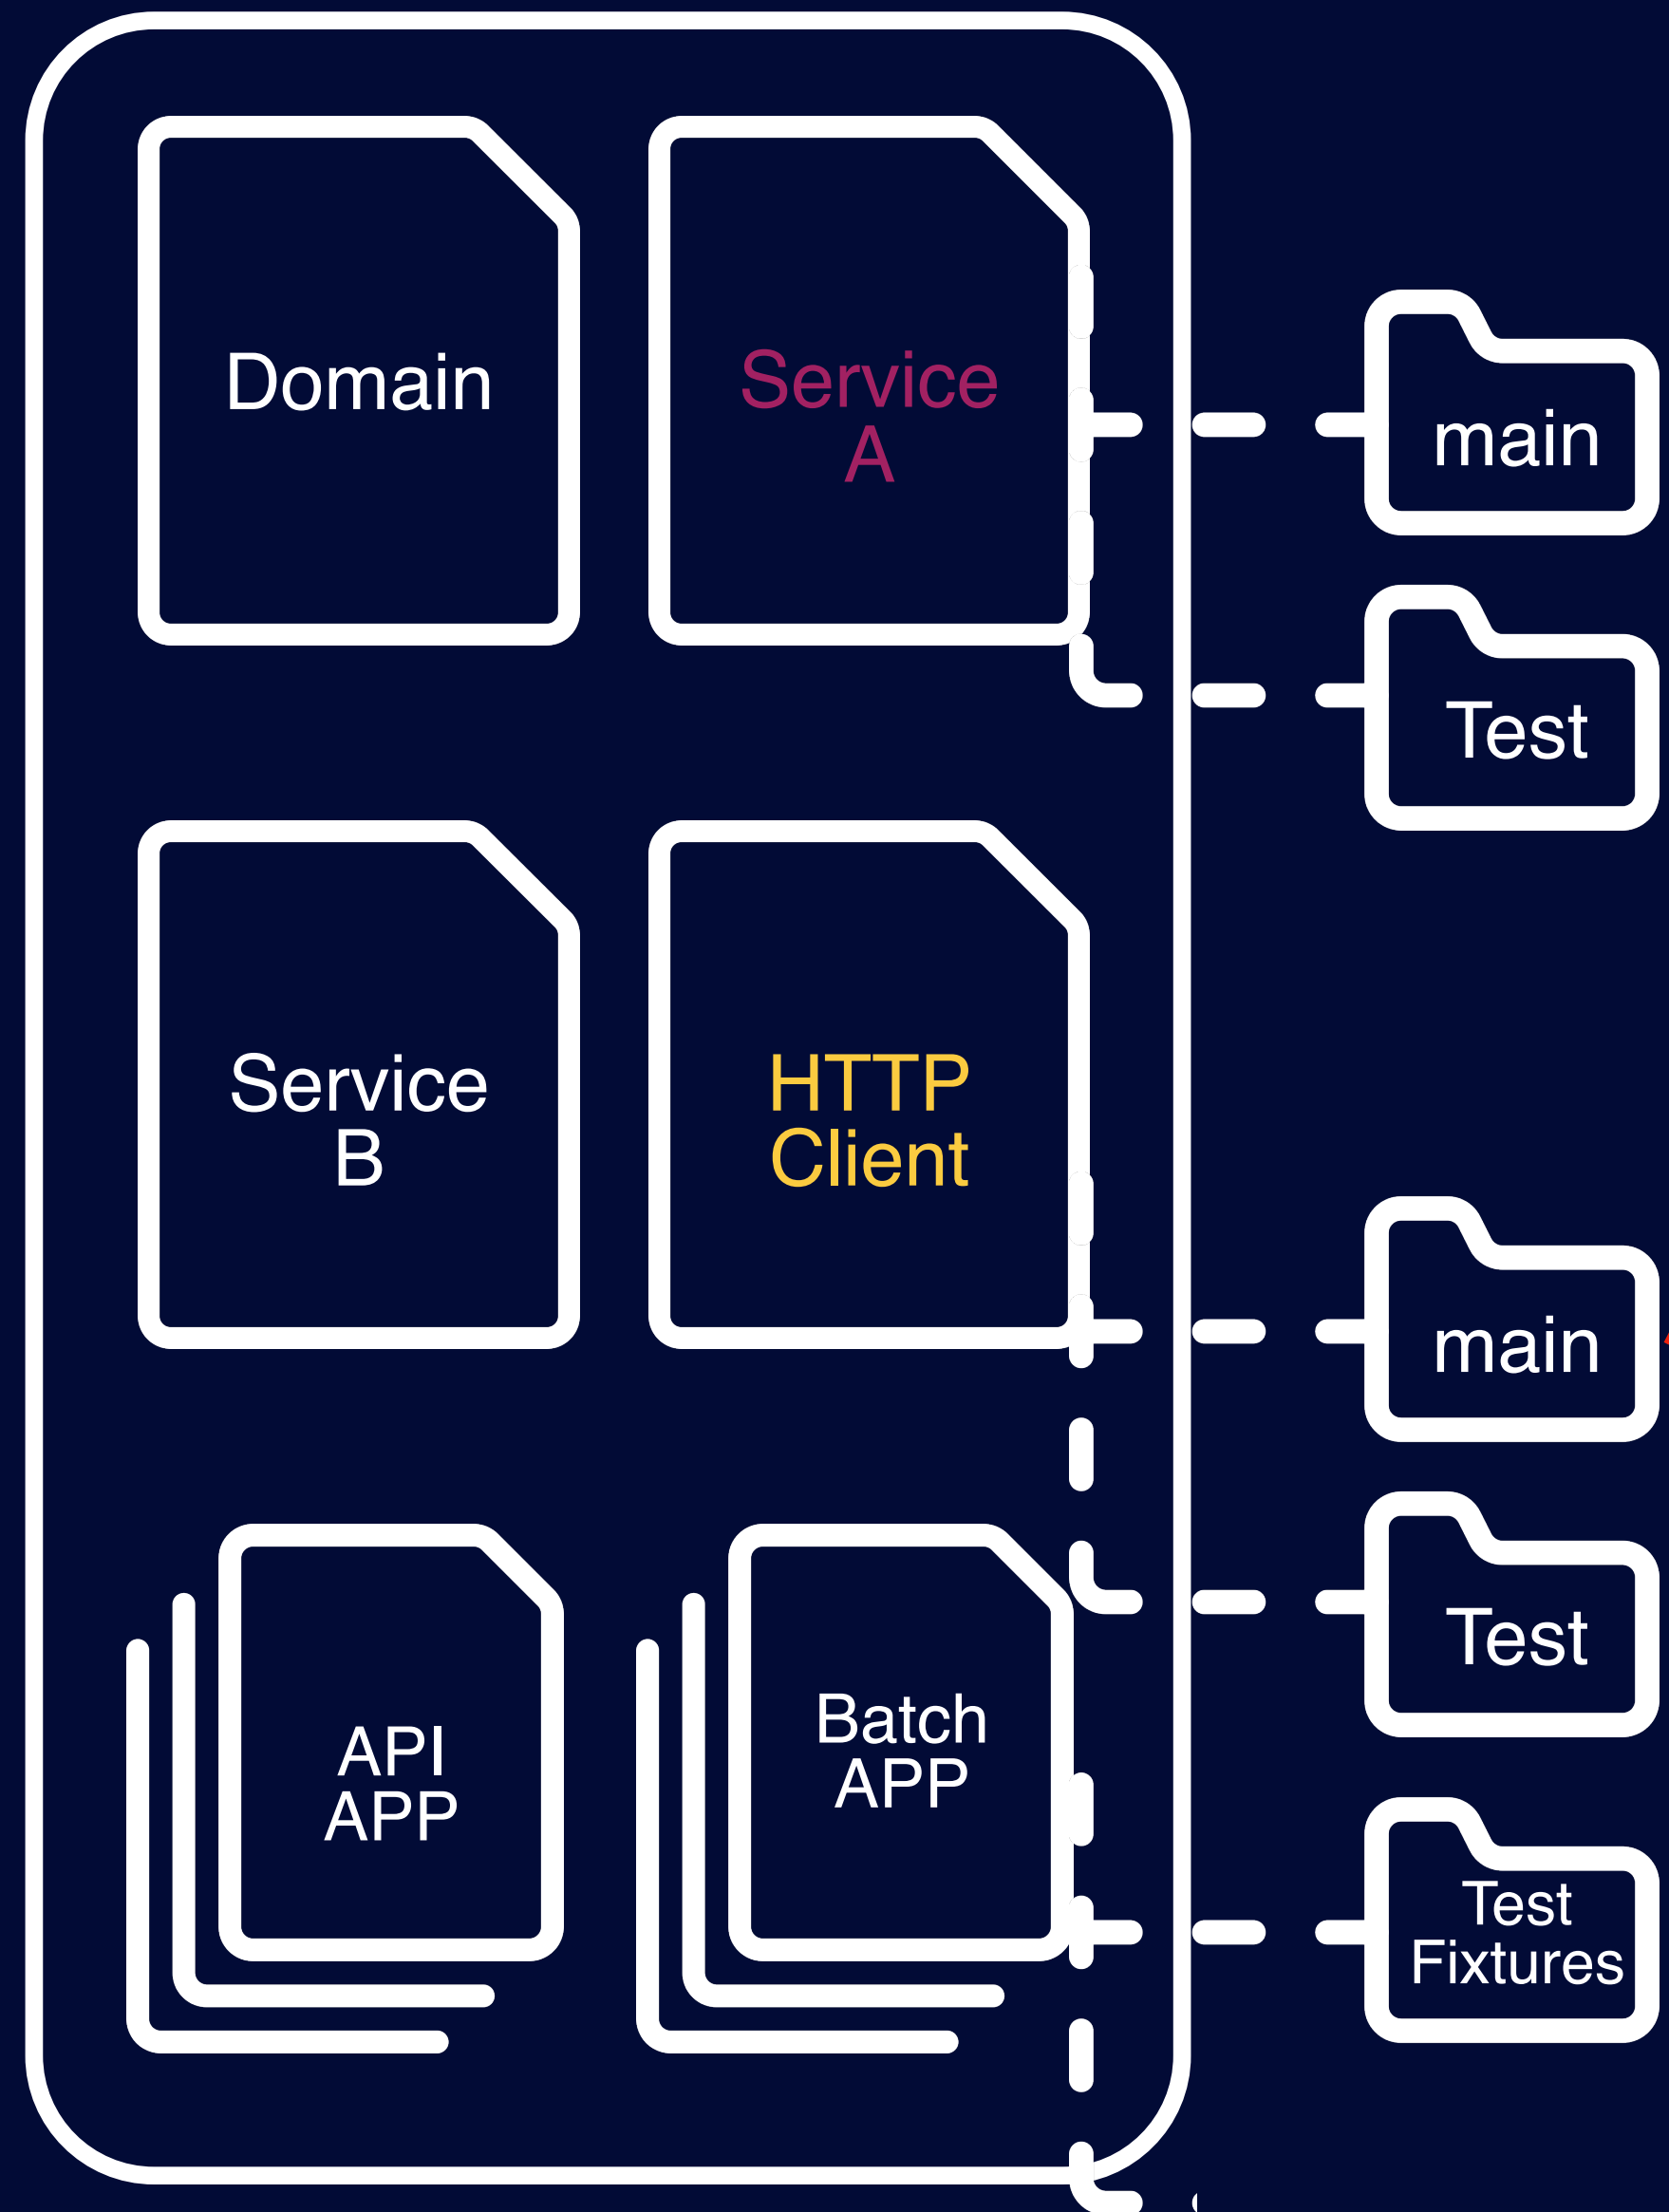 Domain
Service
A
main
Test
Service
B
HTTP
Client
main
Test
API
APP
Batch
APP
Test
Fixtures